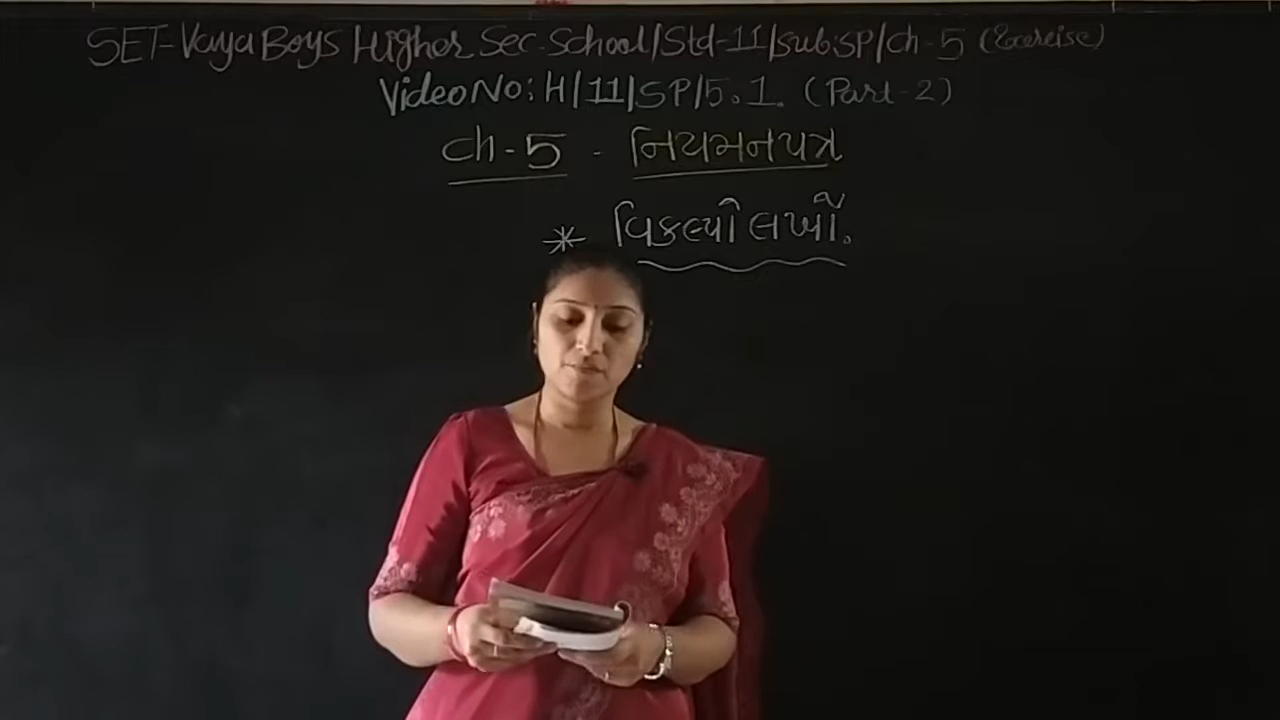 SET-Vaya Boys Higher Sec. School/Std-11/Sub:SP/Ch-5 (Exercise)
Video No: H/11/SP/5.1. (Part-2)
Ch-5 - નિયમનપત્ર
* વિકલ્પો લખો.